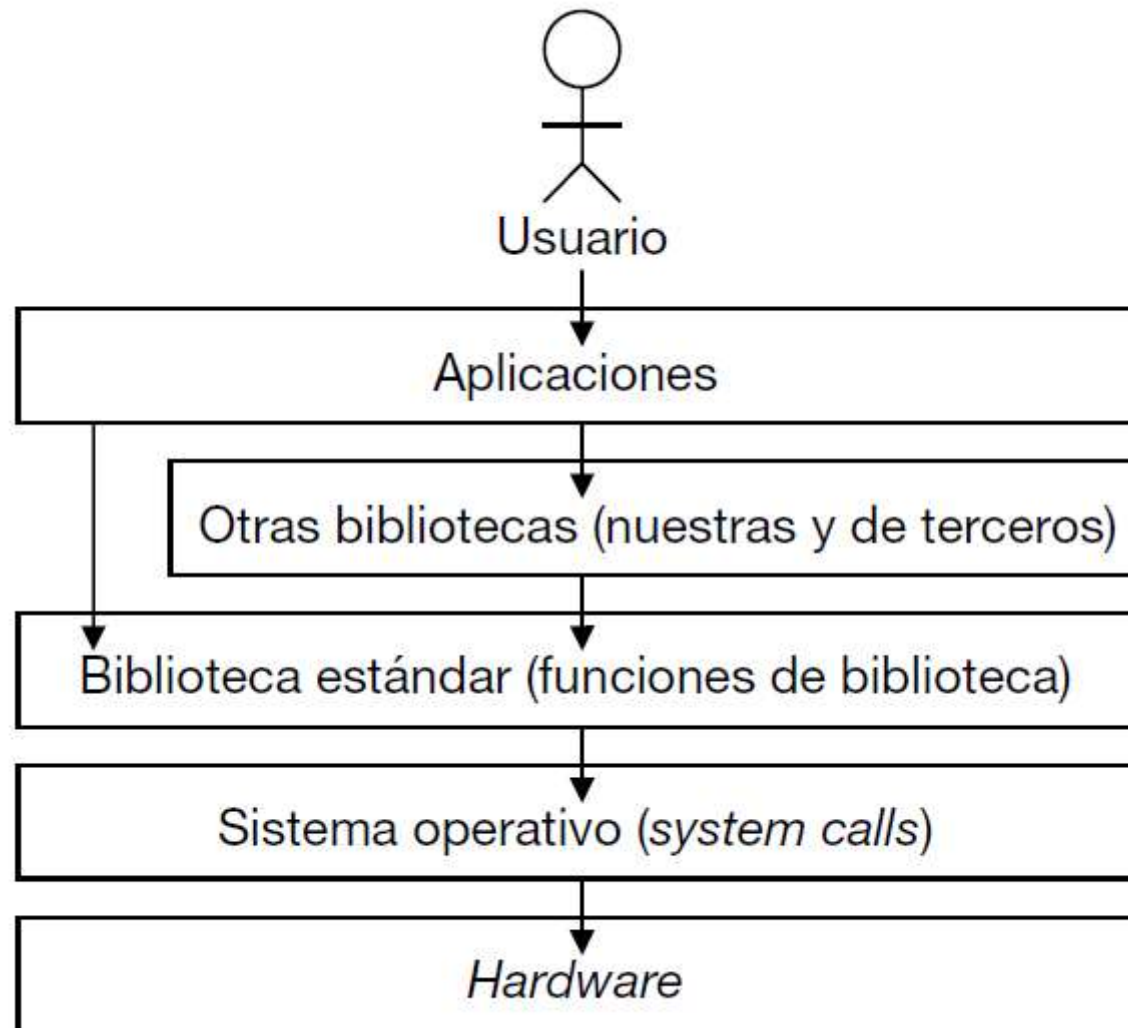 Usuario
Aplicaciones
Otras bibliotecas (nuestras y de terceros)
Biblioteca estándar (funciones de biblioteca)
Sistema operativo (system calls)
Hardware